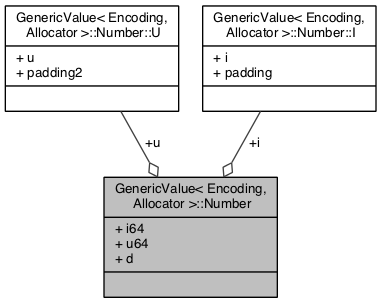 GenericValue< Encoding,
Allocator >::Number::U
+ u
+ padding2
GenericValue< Encoding,
Allocator >::Number::I
+ i
+ padding
+u
+i
GenericValue< Encoding,
Allocator >::Number
+ i64
+ u64
+ d